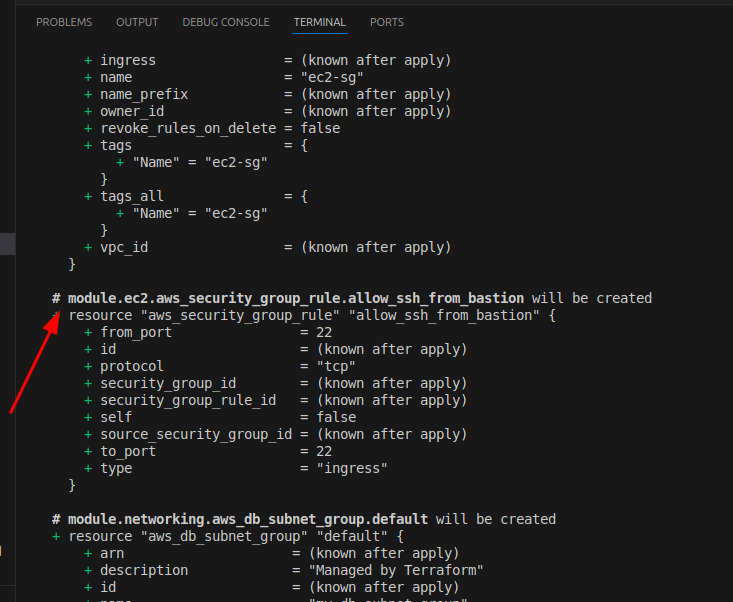 PROBLEMS OUTPUT DEBUG CONSOLE TERMINAL PORTS
+ ingress = (known after apply)
+ name = "ec2-sg"
+ name_prefix = (known after apply)
+ owner_id = (known after apply)
+ revoke_rules_on_delete = false
+ tags = {
+ "Name" = "ec2-sg"
}
+ tags_all = {
+ "Name" = "ec2-sg"
}
+ vpc_id = (known after apply)
}
# module.ec2.aws_security_group_rule.allow_ssh_from_bastion will be created
+ resource "aws_security_group_rule" "allow_ssh_from_bastion" {
+ from_port = 22
+ id = (known after apply)
+ protocol = "tcp"
+ security_group_id = (known after apply)
+ security_group_rule_id = (known after apply)
+ self = false
+ source_security_group_id = (known after apply)
+ to_port = 22
+ type = "ingress"
}
# module.networking.aws_db_subnet_group.default will be created
+ resource "aws_db_subnet_group" "default" {
+ arn = (known after apply)
+ description = "Managed by Terraform"
+ id = (known after apply)